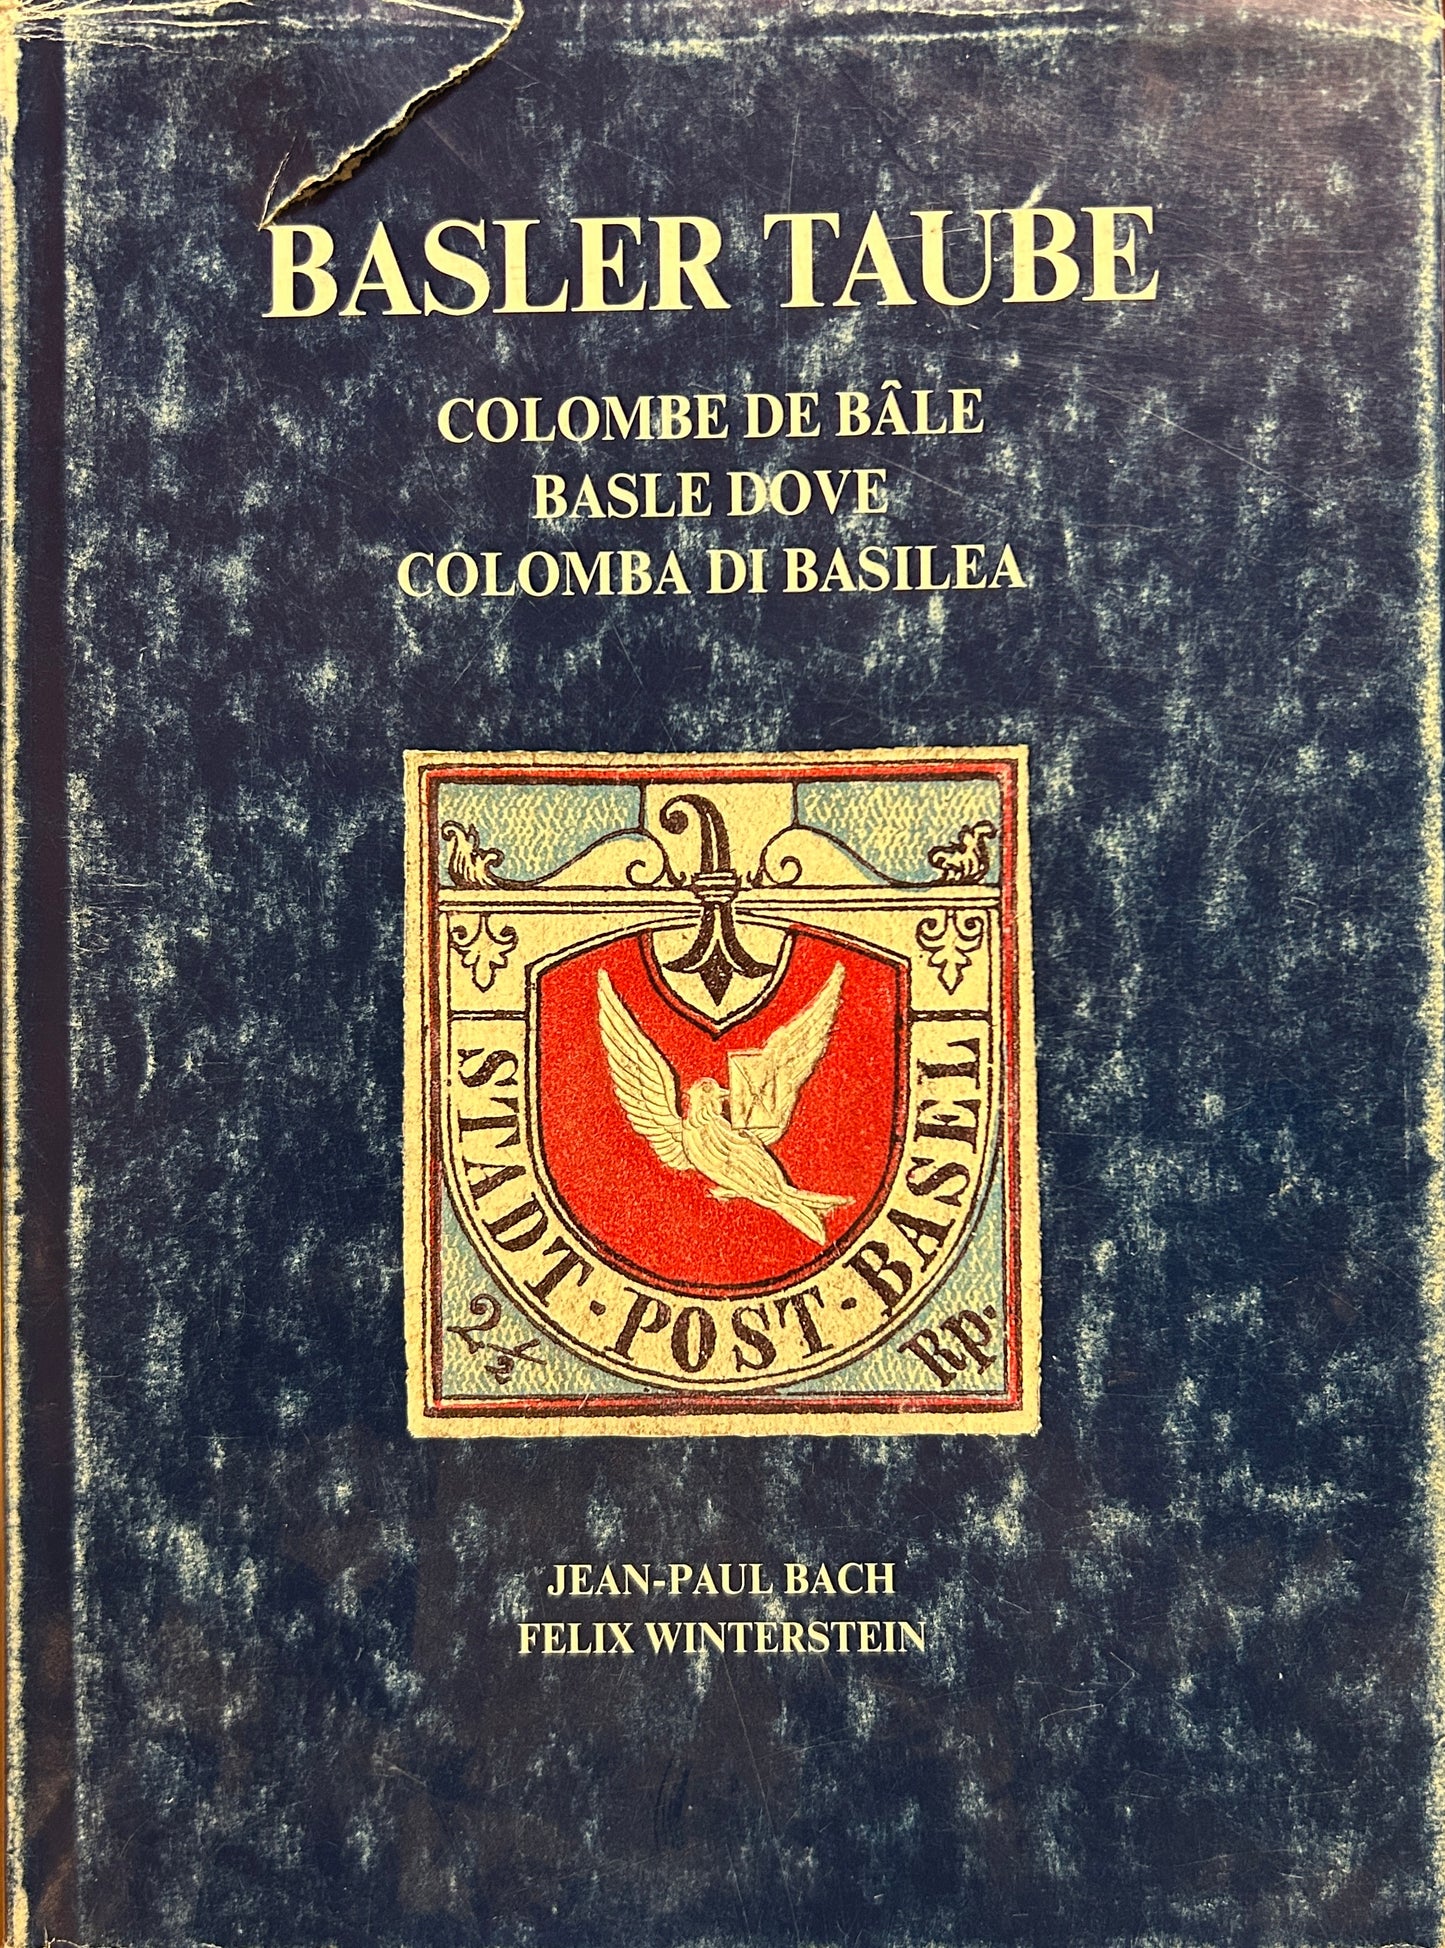 BASLER TAUBE
COLOMBE DE BÂLE
BASLE DOVE
COLOMBA DI BASILEA
STADT·POST·BASEL
2½ Rp.
JEAN-PAUL BACH
FELIX WINTERSTEIN